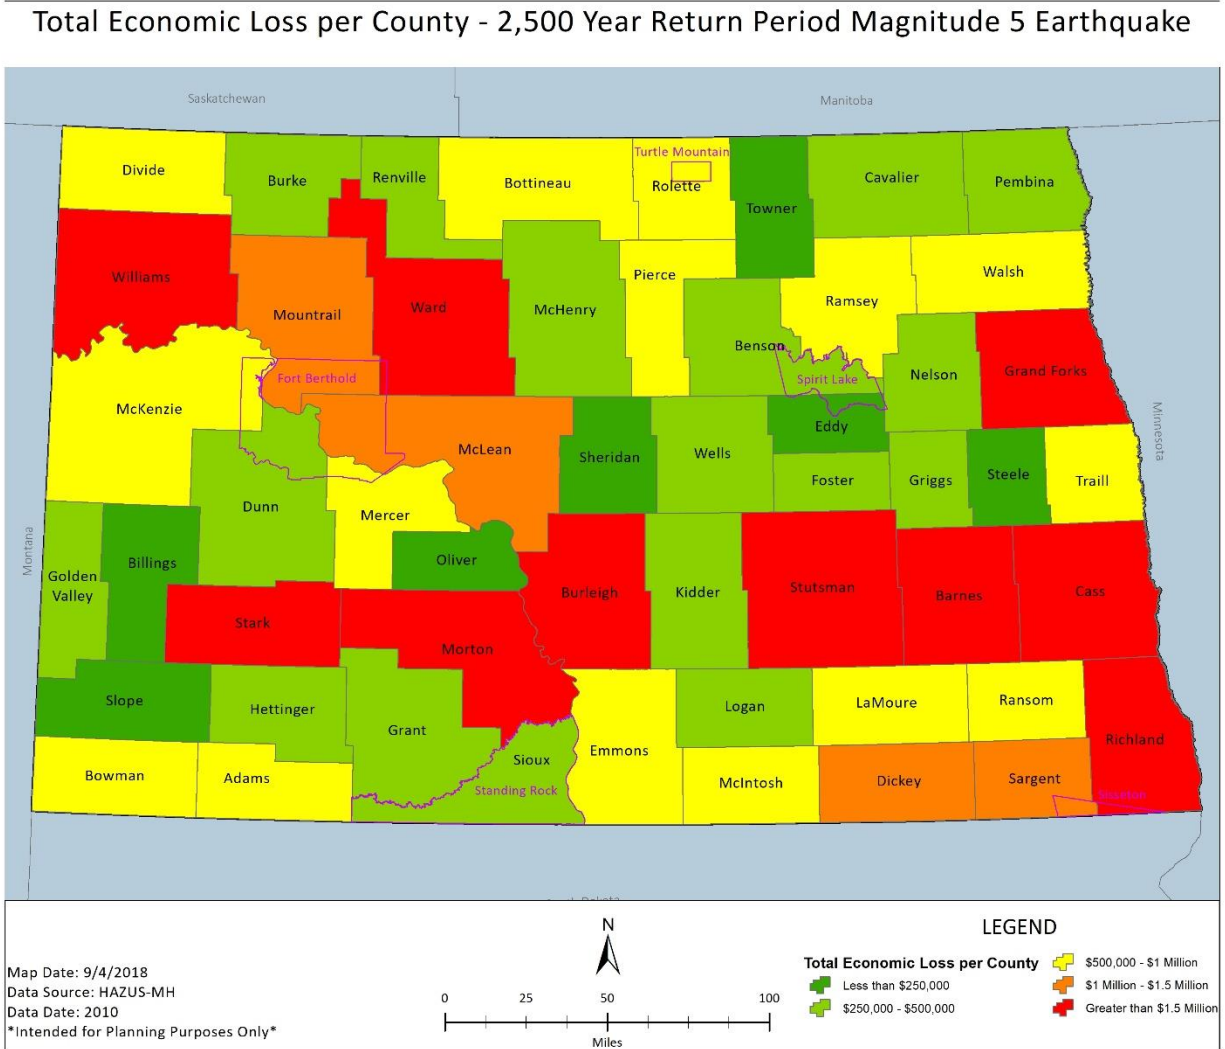 Total Economic Loss per County - 2,500 Year Return Period Magnitude 5 Earthquake
Saskatchewan
Manitoba
Turtle Mountain
Divide
Burke
Renville
Bottineau
Rolette
Towner
Cavalier
Pembina
Williams
Mountrail
Ward
McHenry
Pierce
Ramsey
Walsh
Benson
Spirit Lake
Nelson
Grand Forks
Fort Berthold
McKenzie
McLean
Sheridan
Wells
Eddy
Foster
Griggs
Steele
Traill
Minnesota
Montana
Golden
Valley
Billings
Dunn
Mercer
Oliver
Burleigh
Kidder
Stutsman
Barnes
Cass
Stark
Morton
Slope
Hettinger
Grant
Sioux
Standing Rock
Emmons
Logan
LaMoure
Ransom
Richland
Bowman
Adams
McIntosh
Dickey
Sargent
Sisseton
N
0 25 50 100
Miles
Map Date: 9/4/2018
Data Source: HAZUS-MH
Data Date: 2010
*Intended for Planning Purposes Only*
LEGEND
Total Economic Loss per County
Less than $250,000
$250,000 - $500,000
$500,000 - $1 Million
$1 Million - $1.5 Million
Greater than $1.5 Million